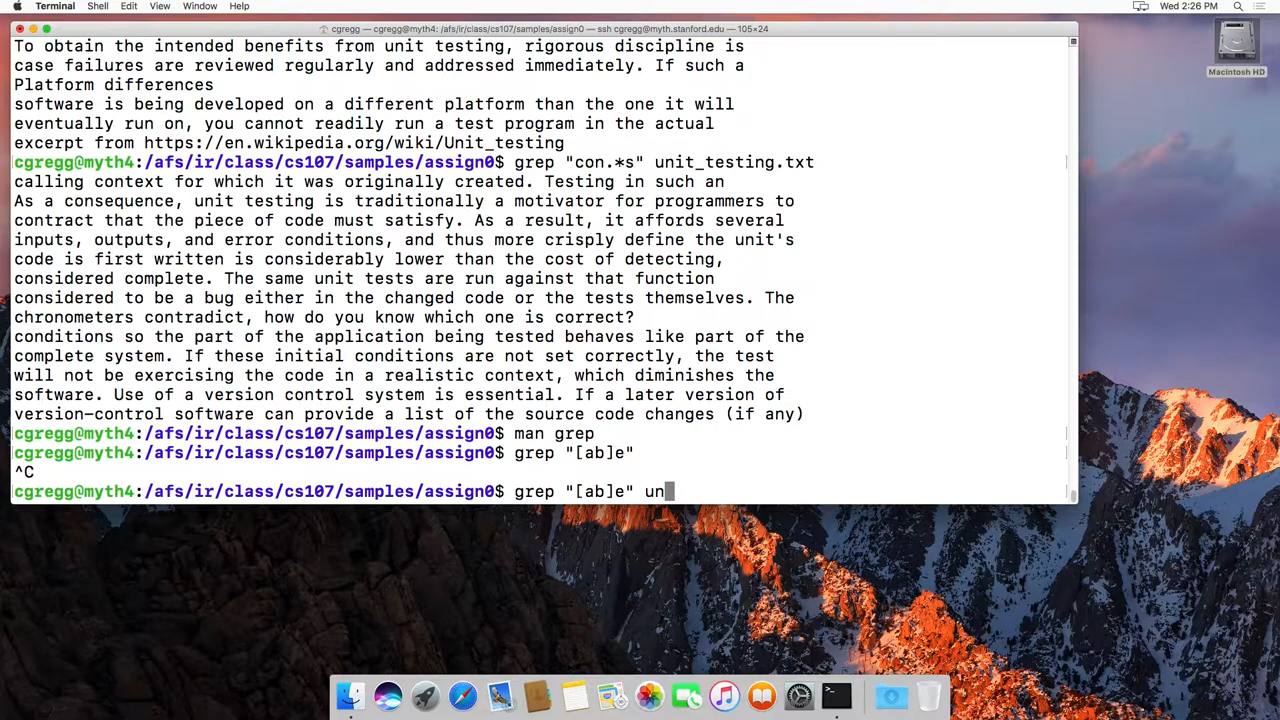 Terminal Shell Edit View Window Help Wed 2:26 PM
cgregg — cgregg@myth4: /afs/ir/class/cs107/samples/assign0 — ssh cgregg@myth.stanford.edu — 105×24
Macintosh HD
To obtain the intended benefits from unit testing, rigorous discipline is
case failures are reviewed regularly and addressed immediately. If such a
Platform differences
software is being developed on a different platform than the one it will
eventually run on, you cannot readily run a test program in the actual
excerpt from https://en.wikipedia.org/wiki/Unit_testing
cgregg@myth4:/afs/ir/class/cs107/samples/assign0$ grep "con.*s" unit_testing.txt
calling context for which it was originally created. Testing in such an
As a consequence, unit testing is traditionally a motivator for programmers to
contract that the piece of code must satisfy. As a result, it affords several
inputs, outputs, and error conditions, and thus more crisply define the unit's
code is first written is considerably lower than the cost of detecting,
considered complete. The same unit tests are run against that function
considered to be a bug either in the changed code or the tests themselves. The
chronometers contradict, how do you know which one is correct?
conditions so the part of the application being tested behaves like part of the
complete system. If these initial conditions are not set correctly, the test
will not be exercising the code in a realistic context, which diminishes the
software. Use of a version control system is essential. If a later version of
version-control software can provide a list of the source code changes (if any)
cgregg@myth4:/afs/ir/class/cs107/samples/assign0$ man grep
cgregg@myth4:/afs/ir/class/cs107/samples/assign0$ grep "[ab]e"
^C
cgregg@myth4:/afs/ir/class/cs107/samples/assign0$ grep "[ab]e" un